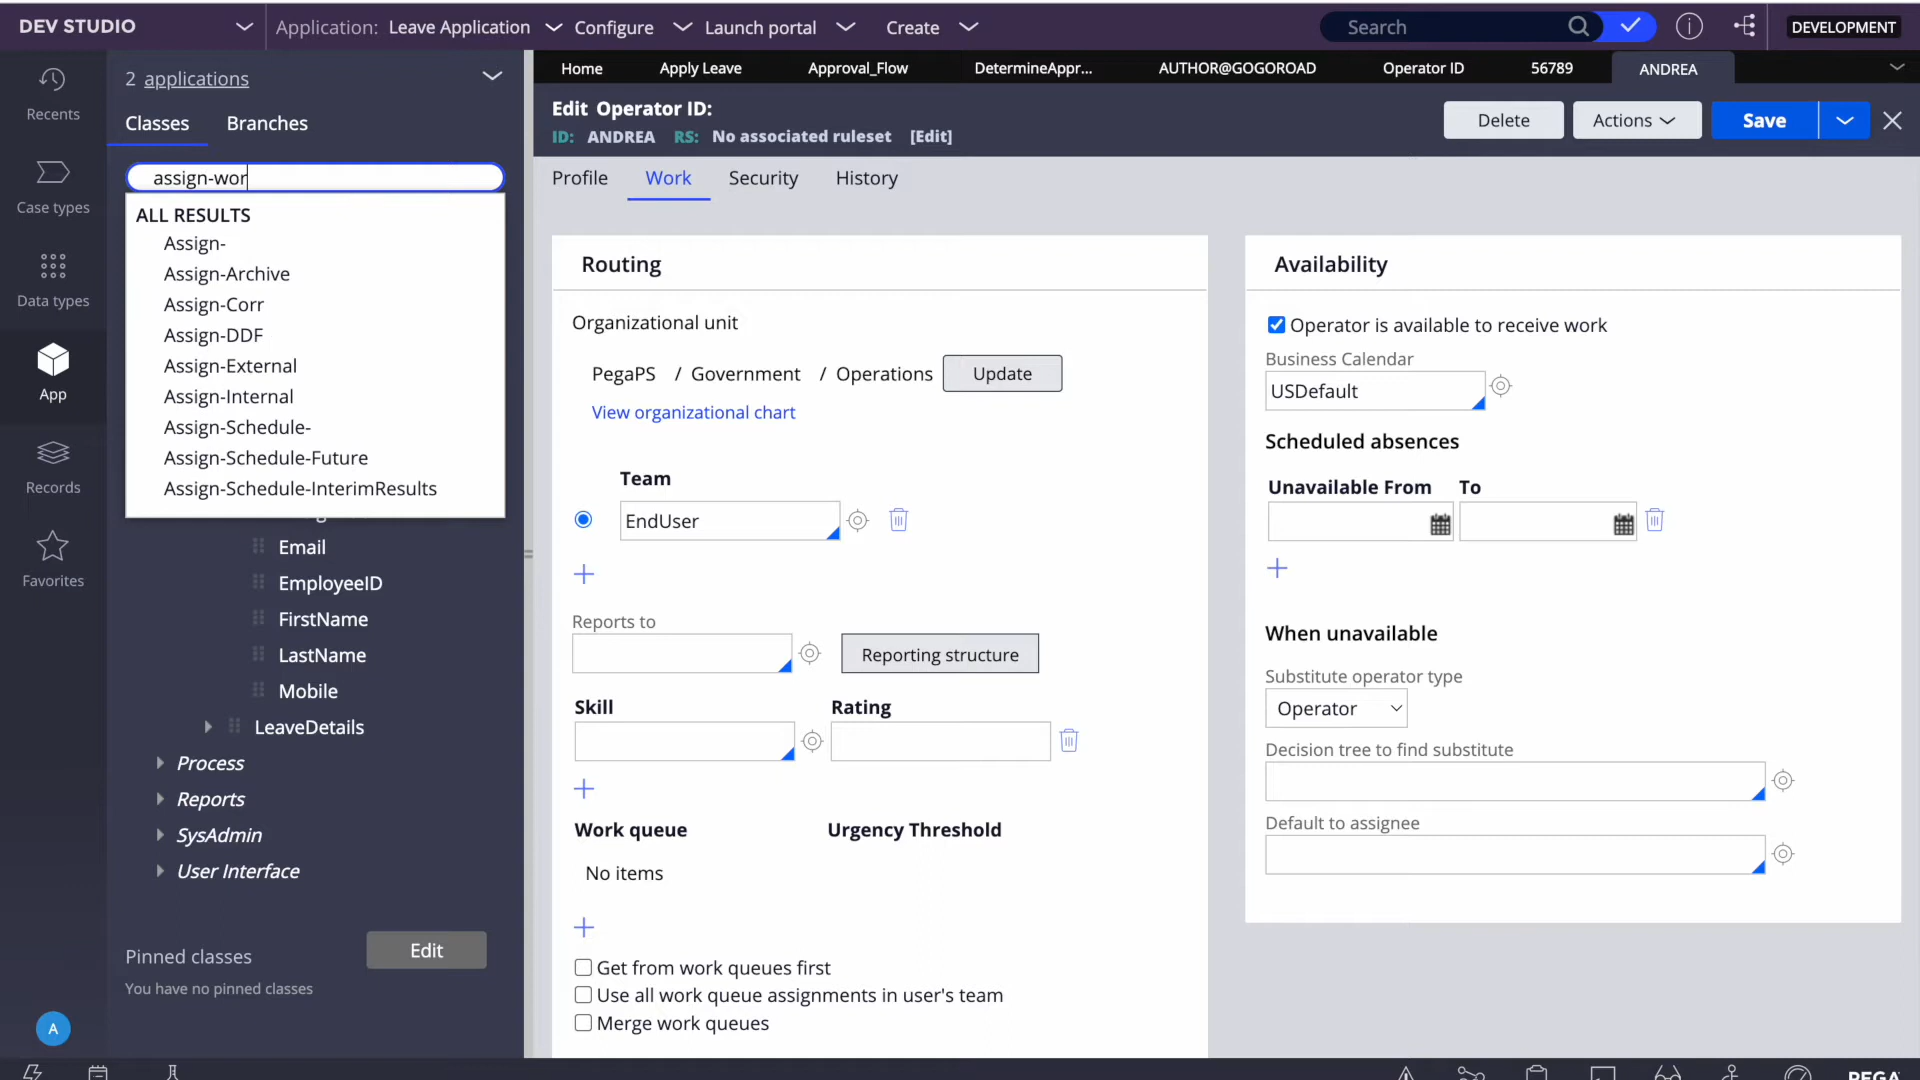 DEV STUDIO
Application: Leave Application
Configure
Launch portal
Create
Search
DEVELOPMENT
Recents
Case types
Data types
App
Records
Favorites
A
2 applications
Classes
Branches
assign-wor
ALL RESULTS
Assign-
Assign-Archive
Assign-Corr
Assign-DDF
Assign-External
Assign-Internal
Assign-Schedule-
Assign-Schedule-Future
Assign-Schedule-InterimResults
Email
EmployeeID
FirstName
LastName
Mobile
LeaveDetails
Process
Reports
SysAdmin
User Interface
Pinned classes
Edit
You have no pinned classes
Home
Apply Leave
Approval_Flow
DetermineAppr...
AUTHOR@GOGOROAD
Operator ID
56789
ANDREA
Edit Operator ID:
ID: ANDREA RS: No associated ruleset [Edit]
Delete
Actions
Save
Profile
Work
Security
History
Routing
Organizational unit
PegaPS / Government / Operations
Update
View organizational chart
Team
EndUser
Reports to
Reporting structure
Skill
Rating
Work queue
Urgency Threshold
No items
Get from work queues first
Use all work queue assignments in user's team
Merge work queues
Availability
Operator is available to receive work
Business Calendar
USDefault
Scheduled absences
Unavailable From
To
When unavailable
Substitute operator type
Operator
Decision tree to find substitute
Default to assignee
PEGA